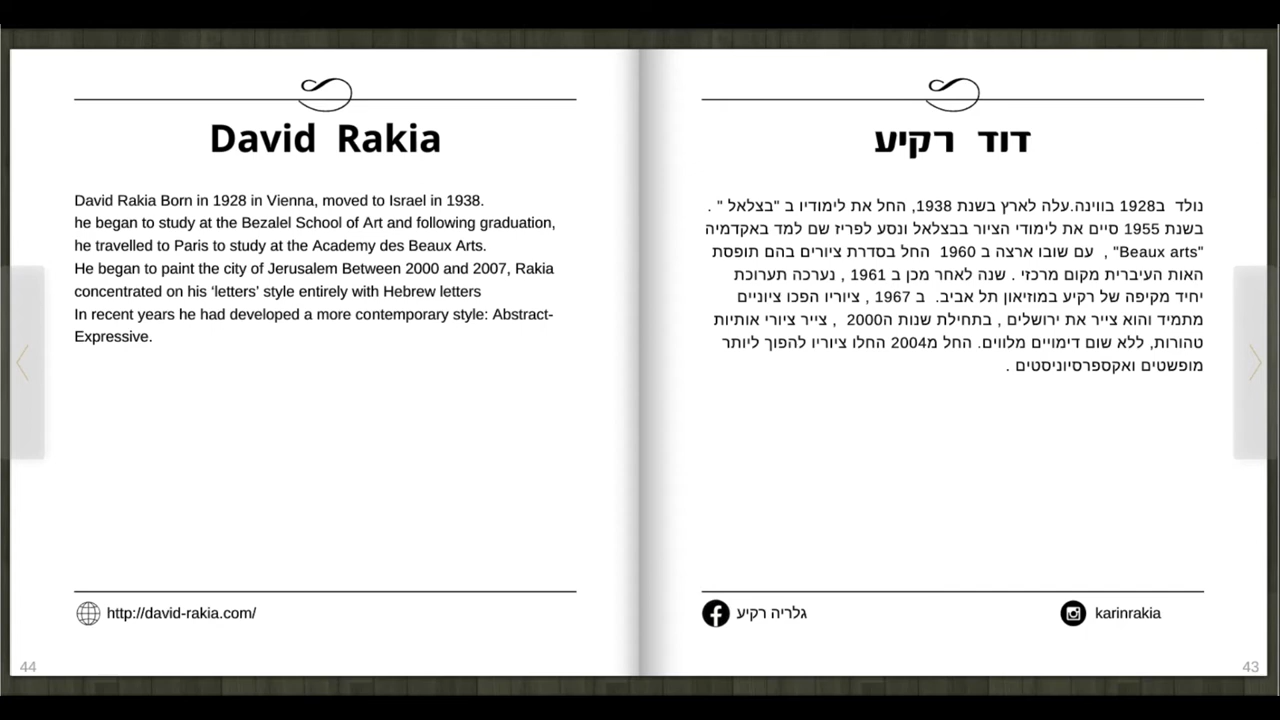 David Rakia
David Rakia Born in 1928 in Vienna, moved to Israel in 1938.
he began to study at the Bezalel School of Art and following graduation,
he travelled to Paris to study at the Academy des Beaux Arts.
He began to paint the city of Jerusalem Between 2000 and 2007, Rakia
concentrated on his ‘letters’ style entirely with Hebrew letters
In recent years he had developed a more contemporary style: Abstract-
Expressive.
http://david-rakia.com/
44
דוד רקיע
נולד ב1928 בווינה.עלה לארץ בשנת 1938, החל את לימודיו ב "בצלאל " .
בשנת 1955 סיים את לימודי הציור בבצלאל ונסע לפריז שם למד באקדמיה
"Beaux arts" , עם שובו ארצה ב 1960 החל בסדרת ציורים בהם תופסת
האות העיברית מקום מרכזי . שנה לאחר מכן ב 1961 , נערכה תערוכת
יחיד מקיפה של רקיע במוזיאון תל אביב. ב 1967 , ציוריו הפכו ציוניים
מתמיד והוא צייר את ירושלים , בתחילת שנות ה2000 , צייר ציורי אותיות
טהורות, ללא שום דימויים מלווים. החל מ2004 החלו ציוריו להפוך ליותר
מופשטים ואקספרסיוניסטים .
גלריה רקיע
karinrakia
43